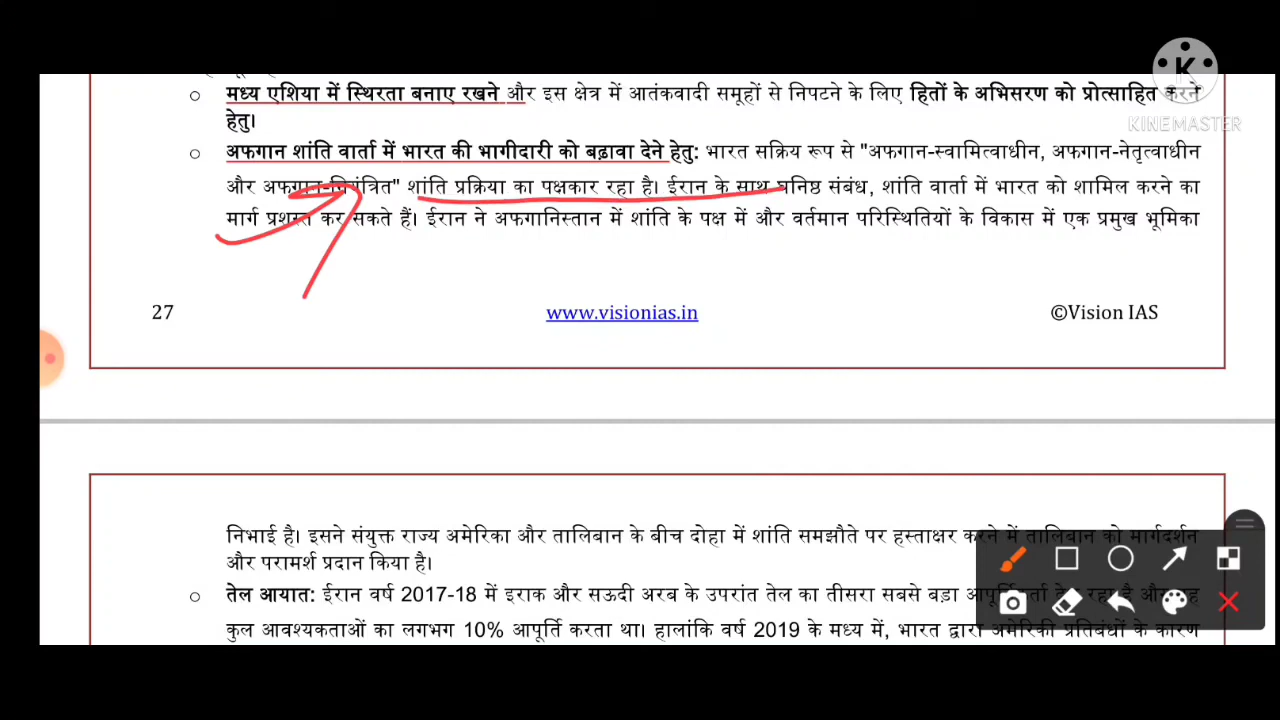 K
KINEMASTER
मध्य एशिया में स्थिरता बनाए रखने और इस क्षेत्र में आतंकवादी समूहों से निपटने के लिए हितों के अभिसरण को प्रोत्साहित करने
हेतु।
अफगान शांति वार्ता में भारत की भागीदारी को बढ़ावा देने हेतु: भारत सक्रिय रूप से "अफगान-स्वामित्वाधीन, अफगान-नेतृत्वाधीन
और अफगान-नियंत्रित" शांति प्रक्रिया का पक्षकार रहा है। ईरान के साथ घनिष्ठ संबंध, शांति वार्ता में भारत को शामिल करने का
मार्ग प्रशस्त कर सकते हैं। ईरान ने अफगानिस्तान में शांति के पक्ष में और वर्तमान परिस्थितियों के विकास में एक प्रमुख भूमिका
27 www.visionias.in ©Vision IAS
निभाई है। इसने संयुक्त राज्य अमेरिका और तालिबान के बीच दोहा में शांति समझौते पर हस्ताक्षर करने में तालिबान को मार्गदर्शन
और परामर्श प्रदान किया है।
तेल आयात: ईरान वर्ष 2017-18 में इराक और सऊदी अरब के उपरांत तेल का तीसरा सबसे बड़ा
कुल आवश्यकताओं का लगभग 10% आपूर्ति करता था। हालांकि वर्ष 2019 के मध्य में, भारत द्वारा अमेरिकी प्रतिबंधों के कारण